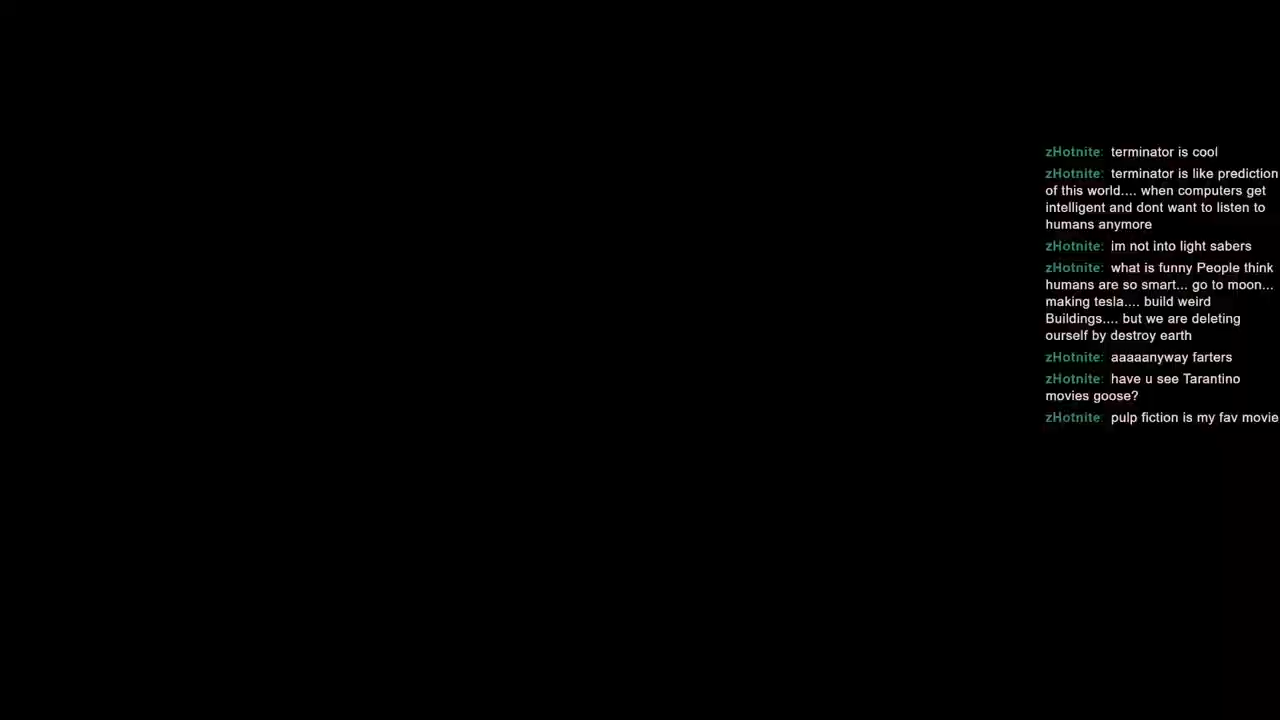 zHotnite: terminator is cool
zHotnite: terminator is like prediction
of this world.... when computers get
intelligent and dont want to listen to
humans anymore
zHotnite: im not into light sabers
zHotnite: what is funny People think
humans are so smart... go to moon...
making tesla.... build weird
Buildings.... but we are deleting
ourself by destroy earth
zHotnite: aaaaanyway farters
zHotnite: have u see Tarantino
movies goose?
zHotnite: pulp fiction is my fav movie